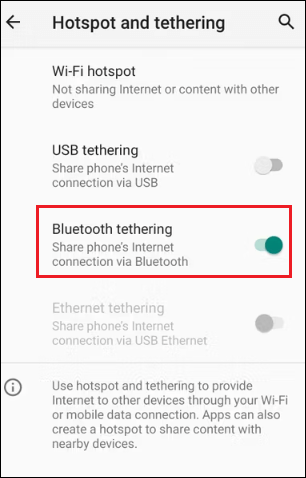 Hotspot and tethering
Wi-Fi hotspot
Not sharing Internet or content with other
devices
USB tethering
Share phone's Internet
connection via USB
Bluetooth tethering
Share phone's Internet
connection via Bluetooth
Ethernet tethering
Share phone's Internet
connection via USB Ethernet
Use hotspot and tethering to provide
Internet to other devices through your Wi-Fi
or mobile data connection. Apps can also
create a hotspot to share content with
nearby devices.